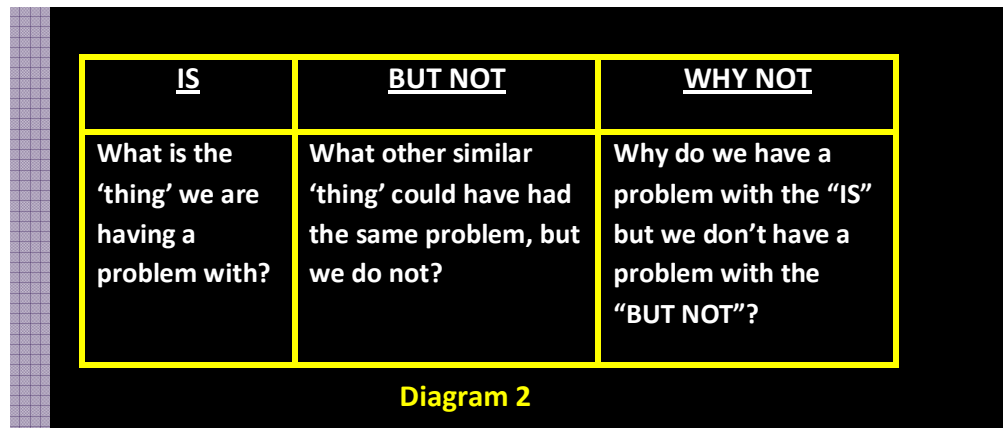 IS
BUT NOT
WHY NOT
What is the
‘thing’ we are
having a
problem with?
What other similar
‘thing’ could have had
the same problem, but
we do not?
Why do we have a
problem with the “IS”
but we don’t have a
problem with the
“BUT NOT”?
Diagram 2